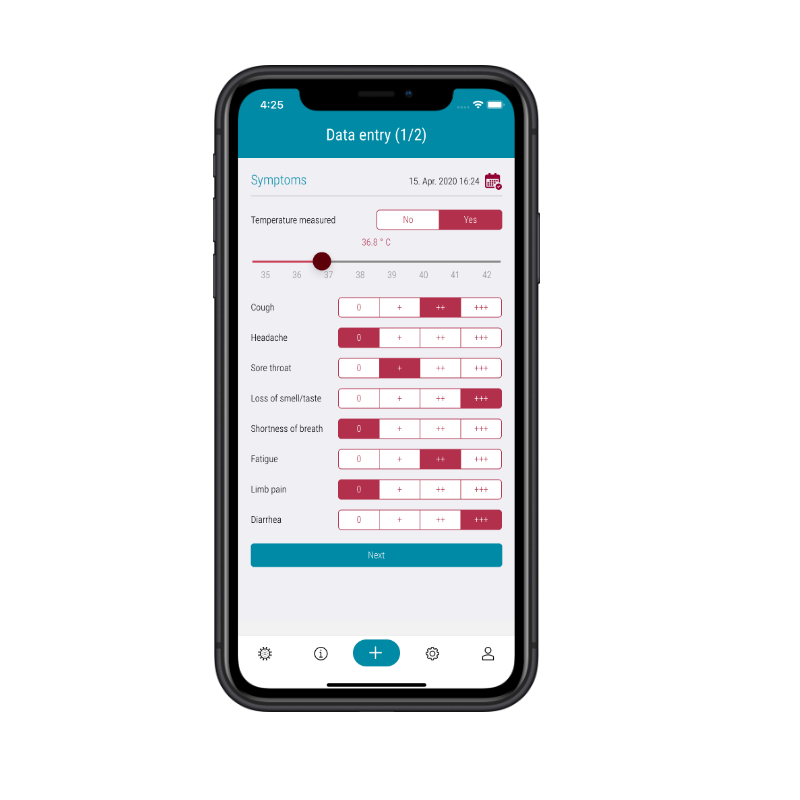 4:25
Data entry (1/2)
Symptoms 15. Apr. 2020 16:24
Temperature measured No Yes
36.8 ° C
35 36 37 38 39 40 41 42
Cough 0 + ++ +++
Headache 0 + ++ +++
Sore throat 0 + ++ +++
Loss of smell/taste 0 + ++ +++
Shortness of breath 0 + ++ +++
Fatigue 0 + ++ +++
Limb pain 0 + ++ +++
Diarrhea 0 + ++ +++
Next